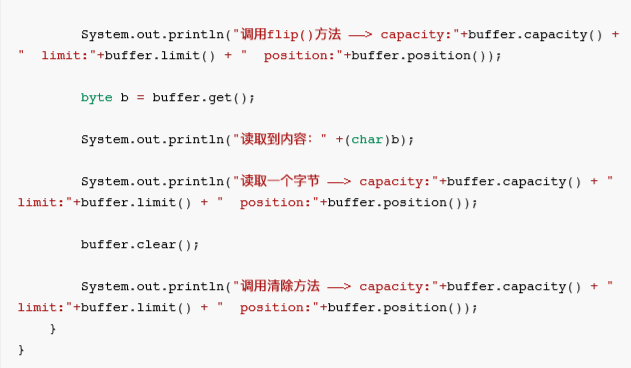 System.out.println("调用flip()方法 ——> capacity:"+buffer.capacity() +
"  limit:"+buffer.limit() + "  position:"+buffer.position());
        byte b = buffer.get();
        System.out.println("读取到内容：" +(char)b);
        System.out.println("读取一个字节 ——> capacity:"+buffer.capacity() + "
limit:"+buffer.limit() + "  position:"+buffer.position());
        buffer.clear();
        System.out.println("调用清除方法 ——> capacity:"+buffer.capacity() + "
limit:"+buffer.limit() + "  position:"+buffer.position());
    }
}